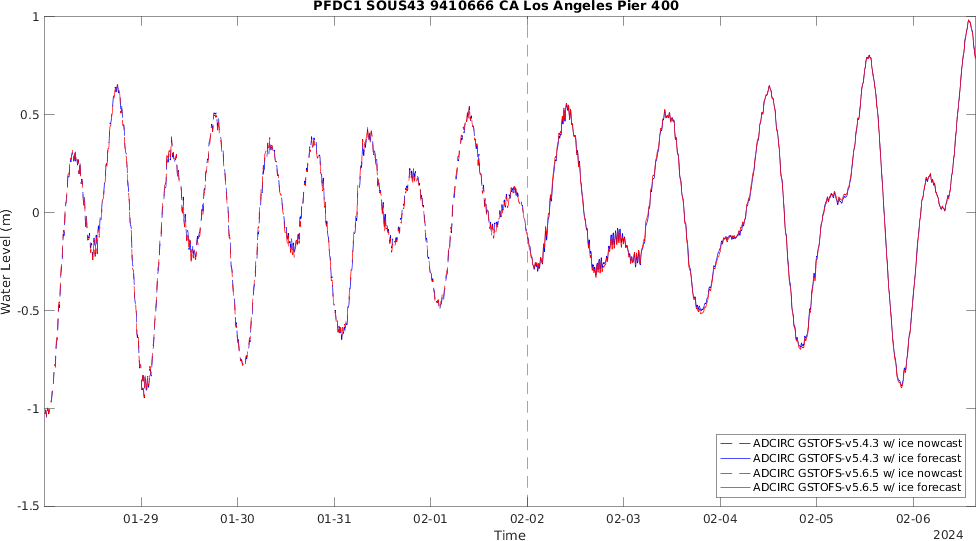 PFDC1 SOUS43 9410666 CA Los Angeles Pier 400
1
0.5
0
-0.5
-1
-1.5
Water Level (m)
ADCIRC GSTOFS-v5.4.3 w/ ice nowcast
ADCIRC GSTOFS-v5.4.3 w/ ice forecast
ADCIRC GSTOFS-v5.6.5 w/ ice nowcast
ADCIRC GSTOFS-v5.6.5 w/ ice forecast
01-29 01-30 01-31 02-01 02-02 02-03 02-04 02-05 02-06
Time
2024